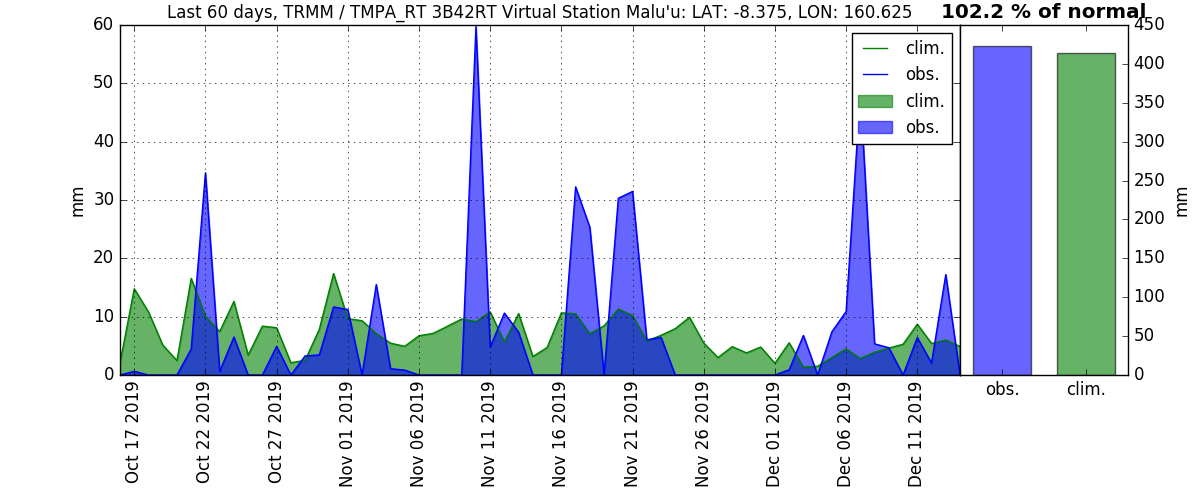 Last 60 days, TRMM / TMPA_RT 3B42RT Virtual Station Malu'u: LAT: -8.375, LON: 160.625
102.2 % of normal
60
50
40
30
20
10
0
mm
clim.
obs.
clim.
obs.
450
400
350
300
250
200
150
100
50
0
mm
Oct 17 2019
Oct 22 2019
Oct 27 2019
Nov 01 2019
Nov 06 2019
Nov 11 2019
Nov 16 2019
Nov 21 2019
Nov 26 2019
Dec 01 2019
Dec 06 2019
Dec 11 2019
obs.
clim.